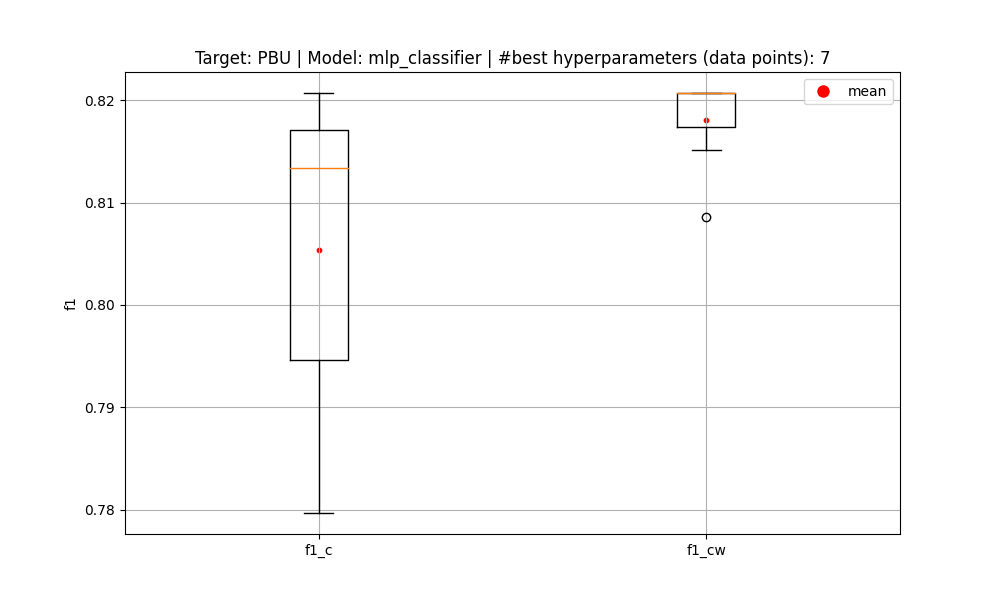 Target: PBU | Model: mlp_classifier | #best hyperparameters (data points): 7
mean
f1
0.82
0.81
0.80
0.79
0.78
f1_c
f1_cw